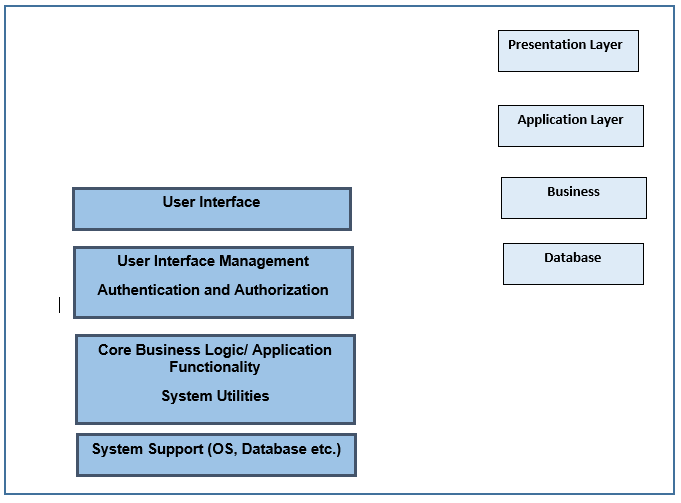 Presentation Layer
Application Layer
Business
Database
User Interface
User Interface Management
Authentication and Authorization
Core Business Logic/ Application
Functionality
System Utilities
System Support (OS, Database etc.)